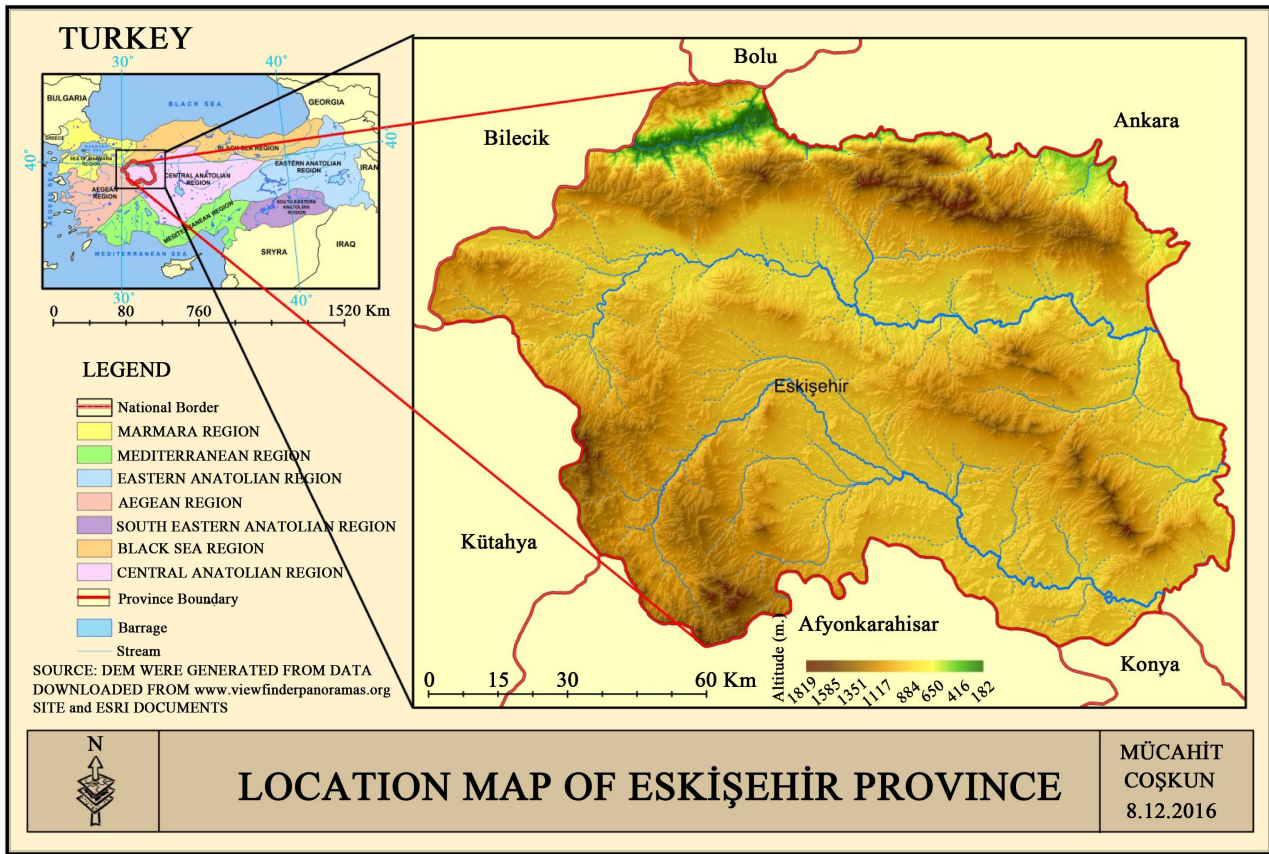 TURKEY
30°
40°
BULGARIA
BLACK SEA
GEORGIA
GREECE
BLACK SEA REGION
40°
40°
SEA OF MARMARA
REGION
EASTERN ANATOLIAN
REGION
IRAN
CENTRAL ANATOLIAN
REGION
AEGEAN
REGION
SOUTH EASTERN
ANATOLIAN
REGION
MEDITERRANEAN REGION
MEDITERRANEAN SEA
SRYRA
IRAQ
30°
40°
0 80 760 1520 Km
LEGEND
National Border
MARMARA REGION
MEDITERRANEAN REGION
EASTERN ANATOLIAN REGION
AEGEAN REGION
SOUTH EASTERN ANATOLIAN REGION
BLACK SEA REGION
CENTRAL ANATOLIAN REGION
Province Boundary
Barrage
Stream
SOURCE: DEM WERE GENERATED FROM DATA
DOWNLOADED FROM www.viewfinderpanoramas.org
SITE and ESRI DOCUMENTS
Bolu
Bilecik
Ankara
Eskişehir
Kütahya
Afyonkarahisar
Konya
0 15 30 60 Km
Altitude (m.)
1819 1585 1351 1117 884 650 416 182
N
LOCATION MAP OF ESKİŞEHİR PROVINCE
MÜCAHİT
COŞKUN
8.12.2016